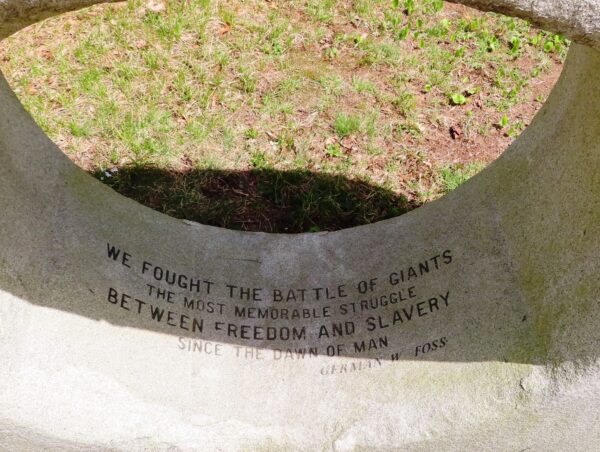 WE FOUGHT THE BATTLE OF GIANTS
THE MOST MEMORABLE STRUGGLE
BETWEEN FREEDOM AND SLAVERY
SINCE THE DAWN OF MAN
GERMAN W. FOSS